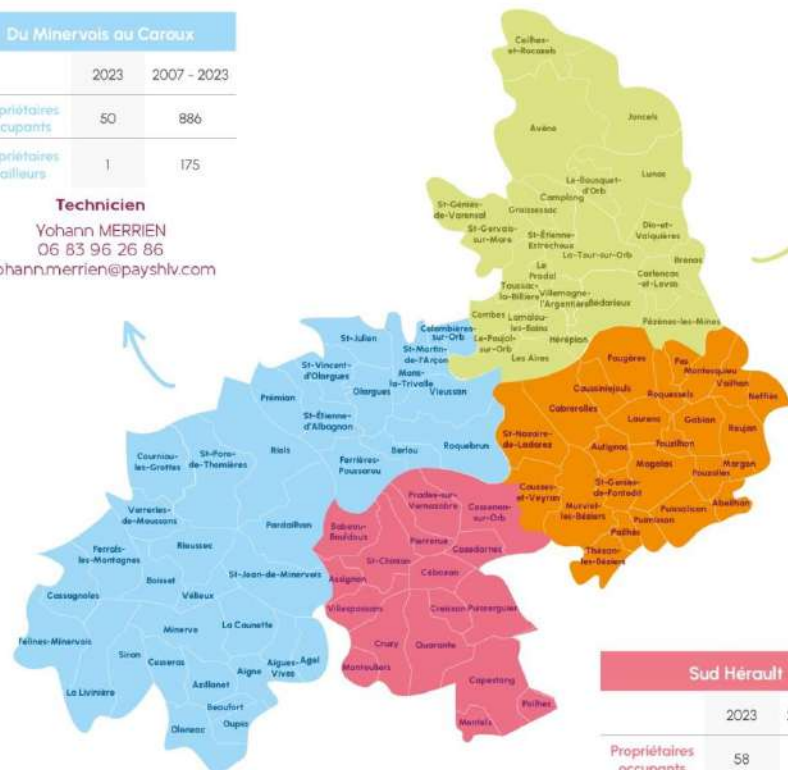 Du Minervois au Caroux
2023 2007 - 2023
priétaires
cupants
50 886
priétaires
ailleurs
1 175
Technicien
Yohann MERRIEN
06 83 96 26 86
ohann.merrien@payshlv.com
Ceilhes-
et-Rocozels
Avène
Joncels
Le-Bousquet-
d'Orb
Lunas
Camplong
St-Geniès-
de-Varensal
Graissessac
St-Gervais-
sur-Mare
St-Étienne-
Estrechoux
Dio-et-
Valquières
La-Tour-sur-Orb
Brenas
Le
Pradal
Carlencas
-et-Levas
Taussac-
la-Billière
Villemagne-
l'Argentière
Bédarieux
Combes
Lamalou-
les-Bains
Pézènes-les-Mines
Le-Poujol-
sur-Orb
Hérépian
Les Aires
St-Julien
Colombières
-sur-Orb
St-Martin-
de-l'Arçon
St-Vincent-
d'Olargues
Mons-
la-Trivalle
Olargues
Vieussan
Prémian
St-Étienne-
d'Albagnan
Roquebrun
Berlou
Riols
Ferrières-
Poussarou
Courniou-
les-Grottes
St-Pons-
de-Thomières
Verreries-
de-Moussans
Pardailhan
Ferrals-
les-Montagnes
Rieussec
Boisset
St-Jean-de-Minervois
Cassagnoles
Vélieux
Minerve
La Caunette
Félines-Minervois
Siran
Cesseras
Aigues-
Vives
Agel
Aigne
Azillanet
La Livinière
Beaufort
Oupia
Olonzac
Faugères
Pas
Montesquieu
Vailhan
Caussiniojouls
Roquessels
Neffiès
Cabrerolles
Laurens
Gabian
Roujan
St-Nazaire-
de-Ladarez
Autignac
Fouzilhon
Magalas
Margon
Pouzolles
Causses-
et-Veyran
St-Genies-
de-Fontedit
Abeilhan
Murviel-
les-Béziers
Puissalicon
Puimisson
Pailhès
Thézan-
les-Béziers
Prades-sur-
Vernazobre
Cessenon-
sur-Orb
Babeau-
Bouldoux
Pierrerue
Cazedarnes
St-Chinian
Assignan
Cébazan
Villespassans
Creissan
Puisserguier
Cruzy
Quarante
Montouliers
Capestang
Poilhes
Montels
Sud Hérault
2023
Propriétaires
occupants
58